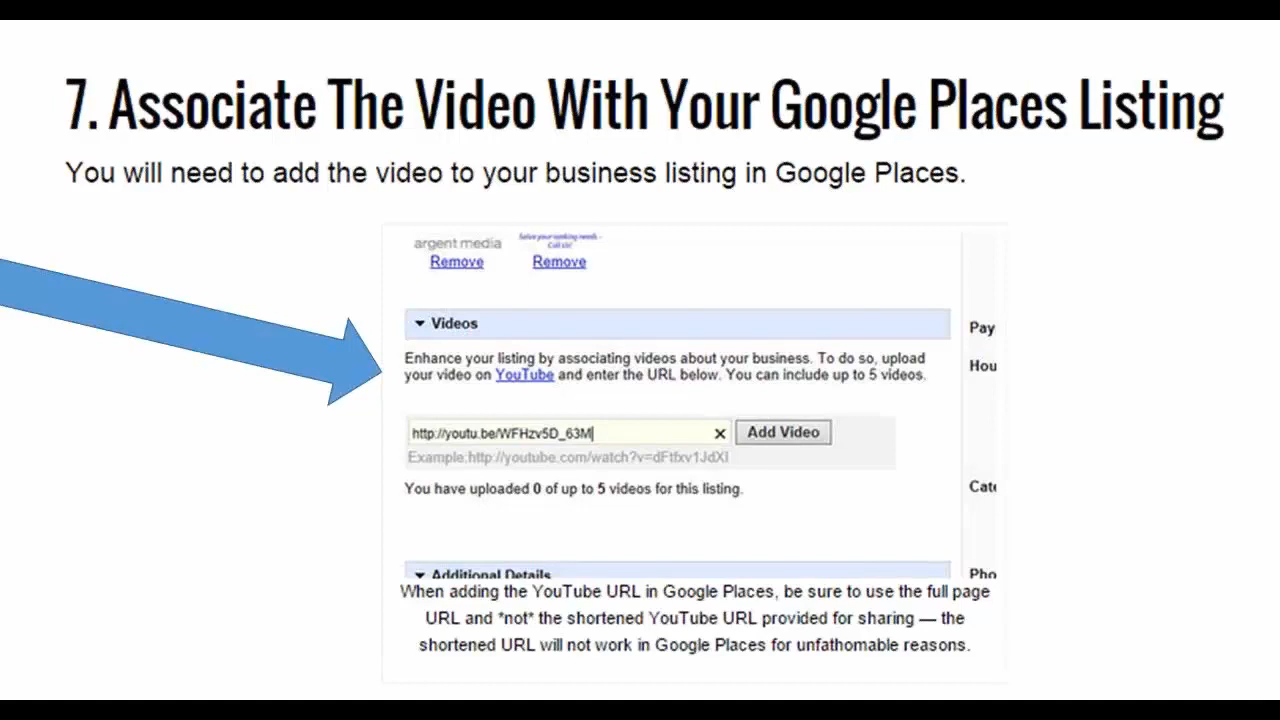 7. Associate The Video With Your Google Places Listing
You will need to add the video to your business listing in Google Places.
argent media
Solve your ranking needs -
Call Us!
Remove
Remove
Videos
Pay
Enhance your listing by associating videos about your business. To do so, upload
your video on YouTube and enter the URL below. You can include up to 5 videos.
Hou
http://youtu.be/WFHzv5D_63M
Add Video
Example:http://youtube.com/watch?v=dFtfxv1JdXI
You have uploaded 0 of up to 5 videos for this listing.
Cate
Additional Details
Pho
When adding the YouTube URL in Google Places, be sure to use the full page
URL and *not* the shortened YouTube URL provided for sharing — the
shortened URL will not work in Google Places for unfathomable reasons.